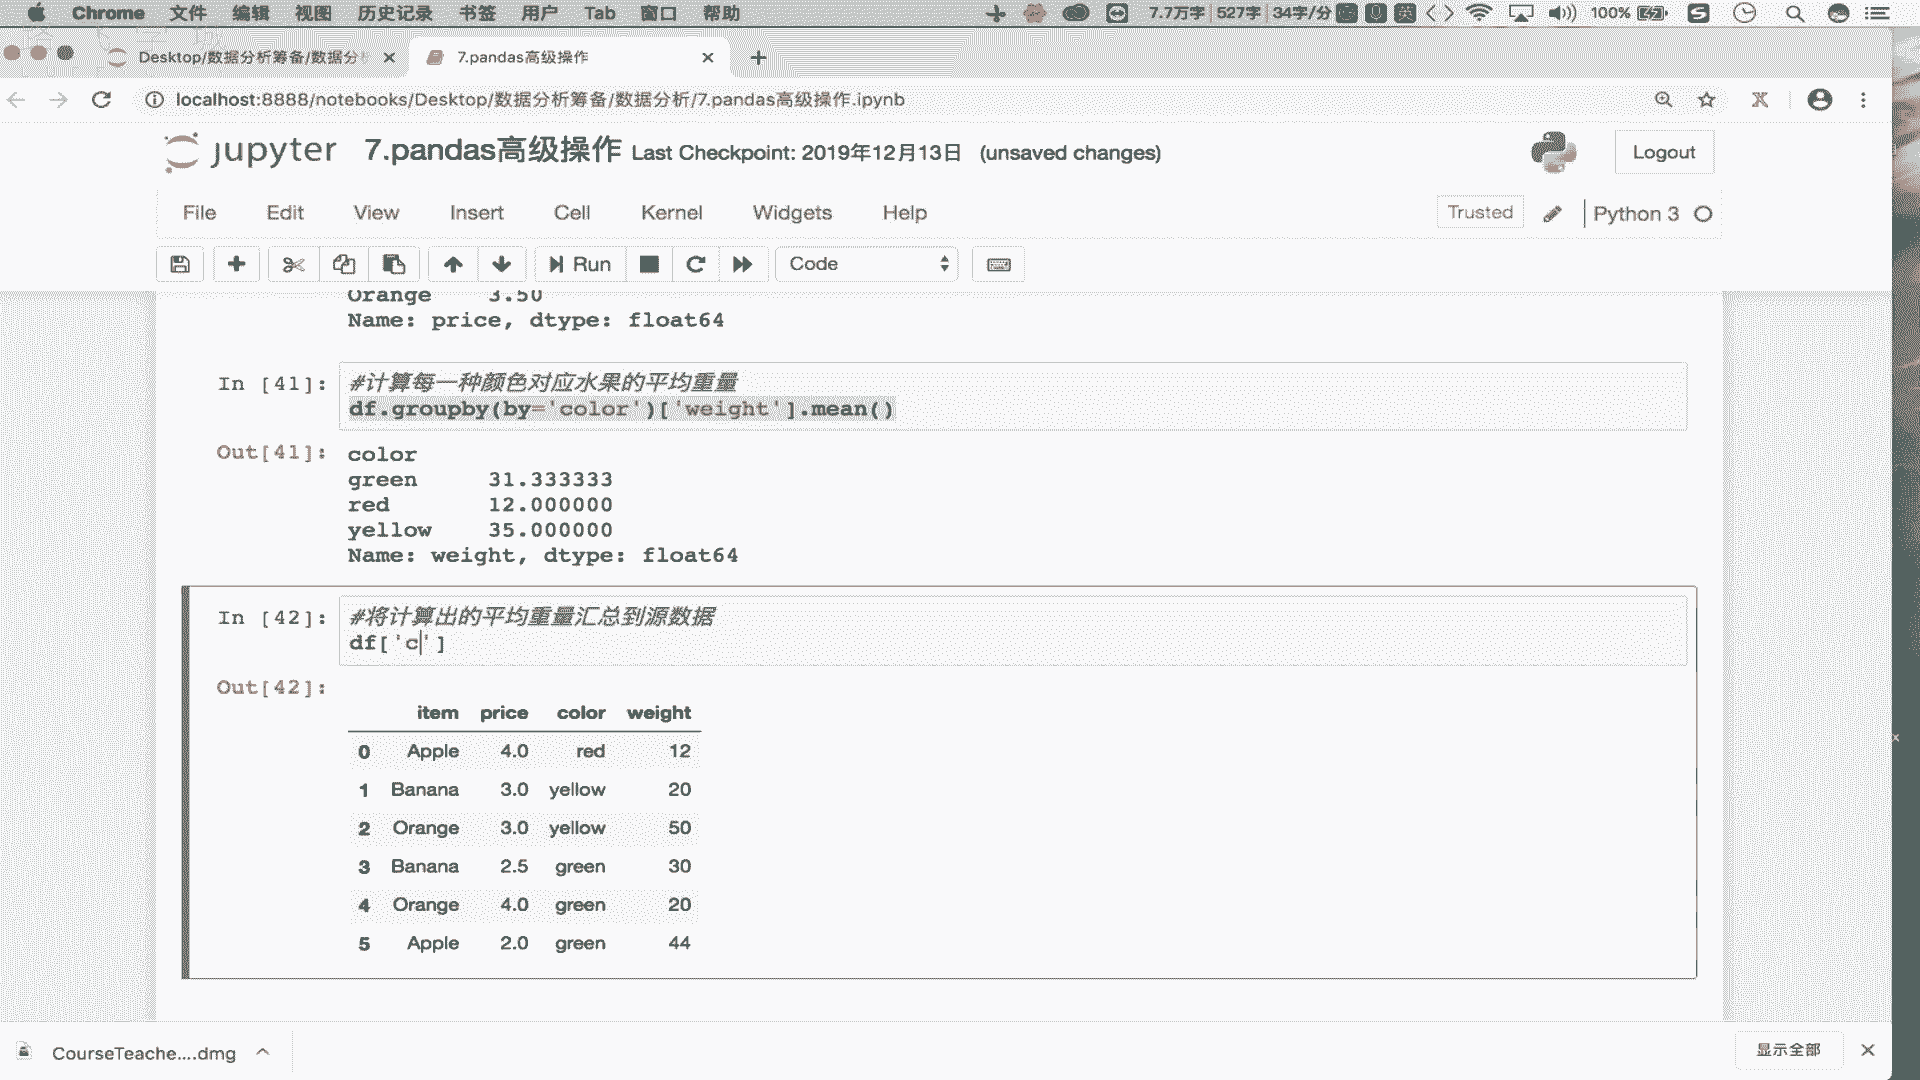 Chrome 文件 编辑 视图 历史记录 书签 用户 Tab 窗口 帮助 7.7万字 527字 34字/分 英 100%
Desktop/数据分析筹备/数据分 7.pandas高级操作
localhost:8888/notebooks/Desktop/数据分析筹备/数据分析/7.pandas高级操作.ipynb
jupyter 7.pandas高级操作 Last Checkpoint: 2019年12月13日 (unsaved changes) Logout
File Edit View Insert Cell Kernel Widgets Help Trusted Python 3
Run Code
Orange 3.50
Name: price, dtype: float64
In [41]: #计算每一种颜色对应水果的平均重量
df.groupby(by='color')['weight'].mean()
Out[41]: color
green 31.333333
red 12.000000
yellow 35.000000
Name: weight, dtype: float64
In [42]: #将计算出的平均重量汇总到源数据
df['c']
Out[42]:
item price color weight
0 Apple 4.0 red 12
1 Banana 3.0 yellow 20
2 Orange 3.0 yellow 50
3 Banana 2.5 green 30
4 Orange 4.0 green 20
5 Apple 2.0 green 44
CourseTeache....dmg 显示全部